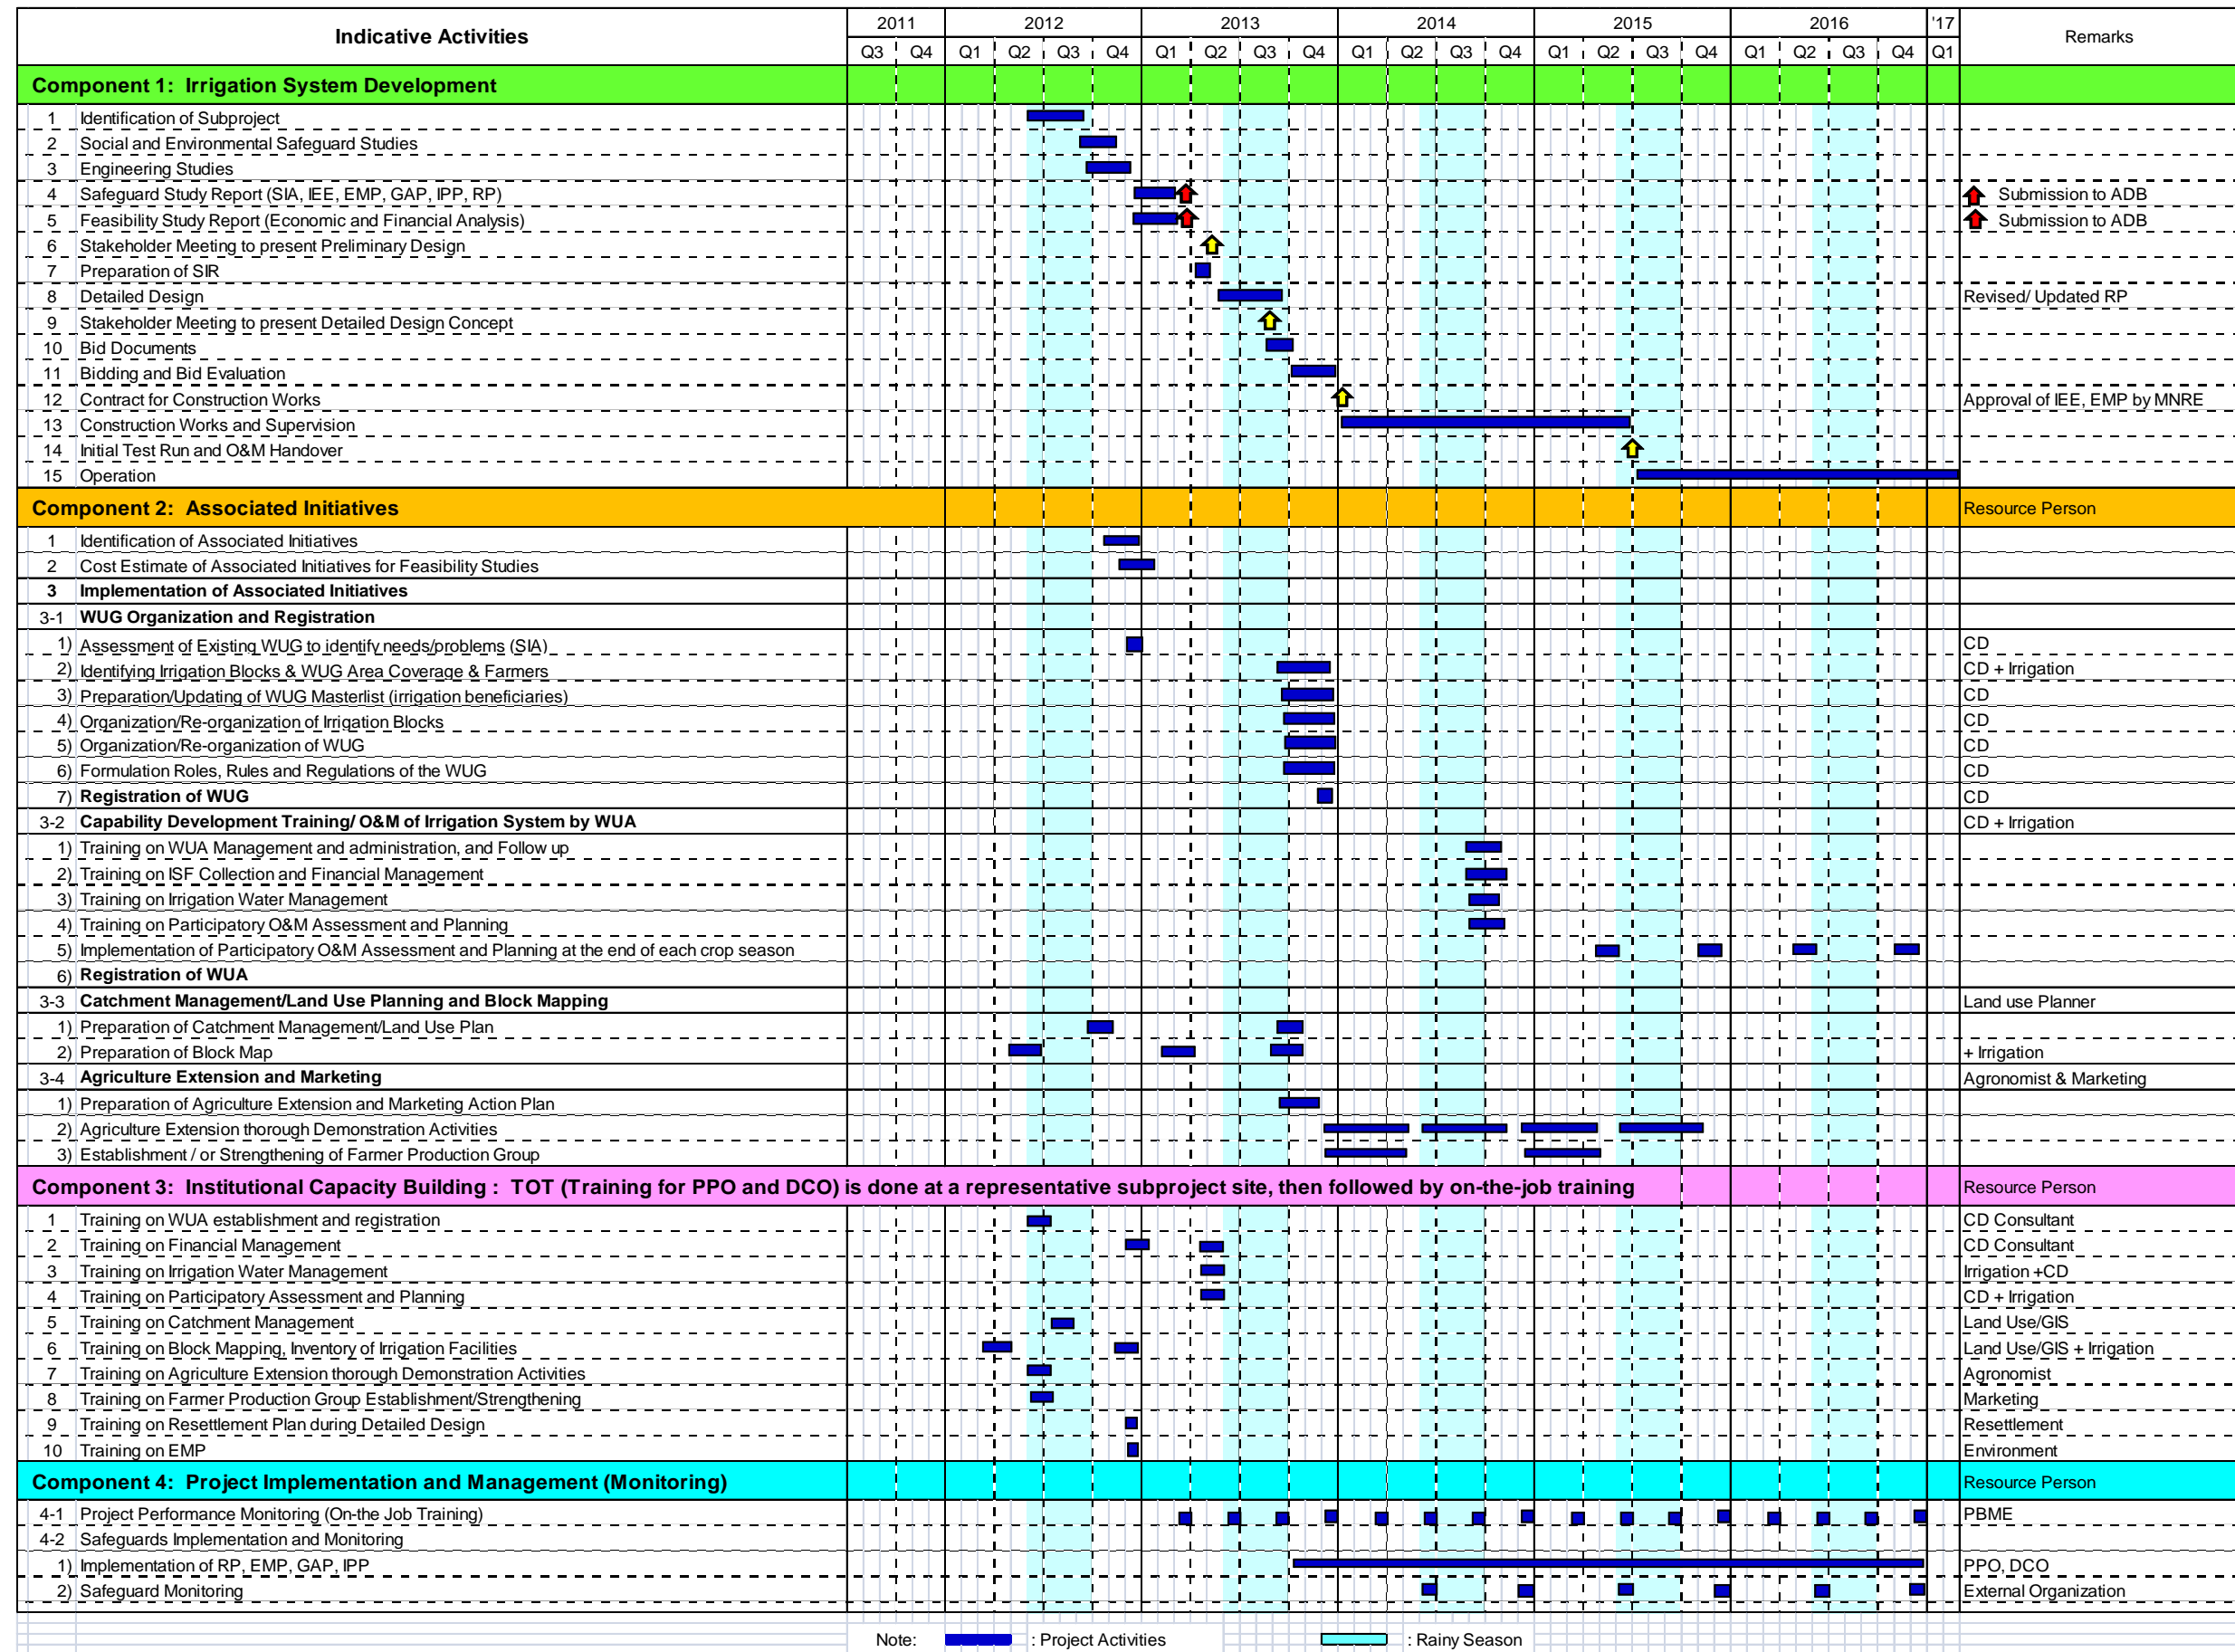 Indicative Activities 2011 2012 2013 2014 2015 2016 '17 Remarks
Q3 Q4 Q1 Q2 Q3 Q4 Q1 Q2 Q3 Q4 Q1 Q2 Q3 Q4 Q1 Q2 Q3 Q4 Q1 Q2 Q3 Q4 Q1
Component 1: Irrigation System Development
1 Identification of Subproject
2 Social and Environmental Safeguard Studies
3 Engineering Studies
4 Safeguard Study Report (SIA, IEE, EMP, GAP, IPP, RP) Submission to ADB
5 Feasibility Study Report (Economic and Financial Analysis) Submission to ADB
6 Stakeholder Meeting to present Preliminary Design
7 Preparation of SIR
8 Detailed Design Revised/ Updated RP
9 Stakeholder Meeting to present Detailed Design Concept
10 Bid Documents
11 Bidding and Bid Evaluation
12 Contract for Construction Works Approval of IEE, EMP by MNRE
13 Construction Works and Supervision
14 Initial Test Run and O&M Handover
15 Operation
Component 2: Associated Initiatives Resource Person
1 Identification of Associated Initiatives
2 Cost Estimate of Associated Initiatives for Feasibility Studies
3 Implementation of Associated Initiatives
3-1 WUG Organization and Registration
1) Assessment of Existing WUG to identify needs/problems (SIA) CD
2) Identifying Irrigation Blocks & WUG Area Coverage & Farmers CD + Irrigation
3) Preparation/Updating of WUG Masterlist (irrigation beneficiaries) CD
4) Organization/Re-organization of Irrigation Blocks CD
5) Organization/Re-organization of WUG CD
6) Formulation Roles, Rules and Regulations of the WUG CD
7) Registration of WUG CD
3-2 Capability Development Training/ O&M of Irrigation System by WUA CD + Irrigation
1) Training on WUA Management and administration, and Follow up
2) Training on ISF Collection and Financial Management
3) Training on Irrigation Water Management
4) Training on Participatory O&M Assessment and Planning
5) Implementation of Participatory O&M Assessment and Planning at the end of each crop season
6) Registration of WUA
3-3 Catchment Management/Land Use Planning and Block Mapping Land use Planner
1) Preparation of Catchment Management/Land Use Plan
2) Preparation of Block Map + Irrigation
3-4 Agriculture Extension and Marketing Agronomist & Marketing
1) Preparation of Agriculture Extension and Marketing Action Plan
2) Agriculture Extension thorough Demonstration Activities
3) Establishment / or Strengthening of Farmer Production Group
Component 3: Institutional Capacity Building : TOT (Training for PPO and DCO) is done at a representative subproject site, then followed by on-the-job training Resource Person
1 Training on WUA establishment and registration CD Consultant
2 Training on Financial Management CD Consultant
3 Training on Irrigation Water Management Irrigation +CD
4 Training on Participatory Assessment and Planning CD + Irrigation
5 Training on Catchment Management Land Use/GIS
6 Training on Block Mapping, Inventory of Irrigation Facilities Land Use/GIS + Irrigation
7 Training on Agriculture Extension thorough Demonstration Activities Agronomist
8 Training on Farmer Production Group Establishment/Strengthening Marketing
9 Training on Resettlement Plan during Detailed Design Resettlement
10 Training on EMP Environment
Component 4: Project Implementation and Management (Monitoring) Resource Person
4-1 Project Performance Monitoring (On-the Job Training) PBME
4-2 Safeguards Implementation and Monitoring
1) Implementation of RP, EMP, GAP, IPP PPO, DCO
2) Safeguard Monitoring External Organization
Note: : Project Activities : Rainy Season